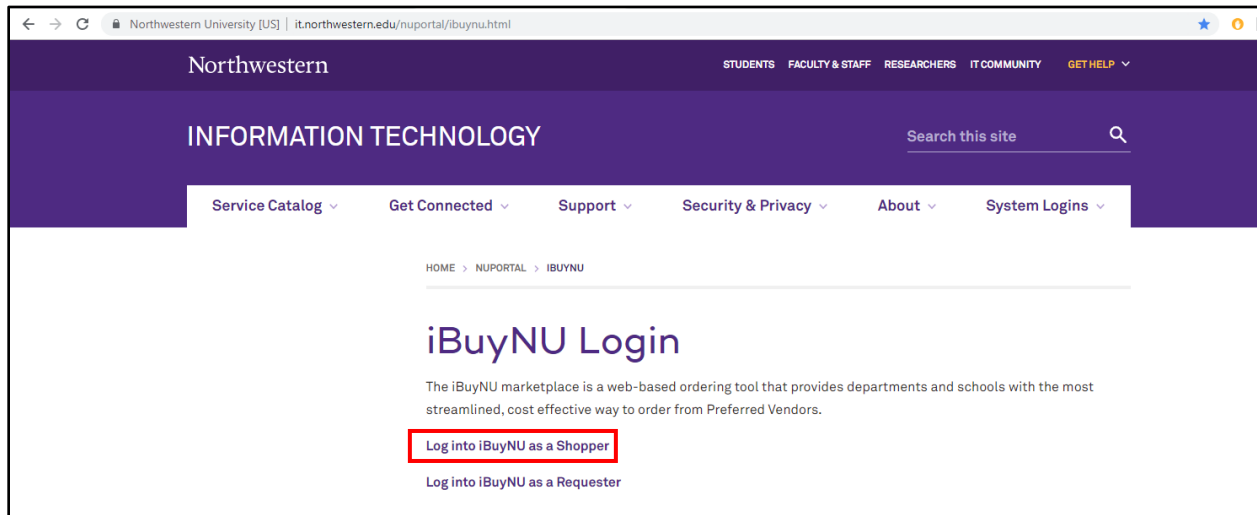 Northwestern University [US] | it.northwestern.edu/nuportal/ibuynu.html
Northwestern STUDENTS FACULTY & STAFF RESEARCHERS IT COMMUNITY GET HELP
INFORMATION TECHNOLOGY Search this site
Service Catalog Get Connected Support Security & Privacy About System Logins
HOME > NUPORTAL > IBUYNU
iBuyNU Login
The iBuyNU marketplace is a web-based ordering tool that provides departments and schools with the most
streamlined, cost effective way to order from Preferred Vendors.
Log into iBuyNU as a Shopper
Log into iBuyNU as a Requester